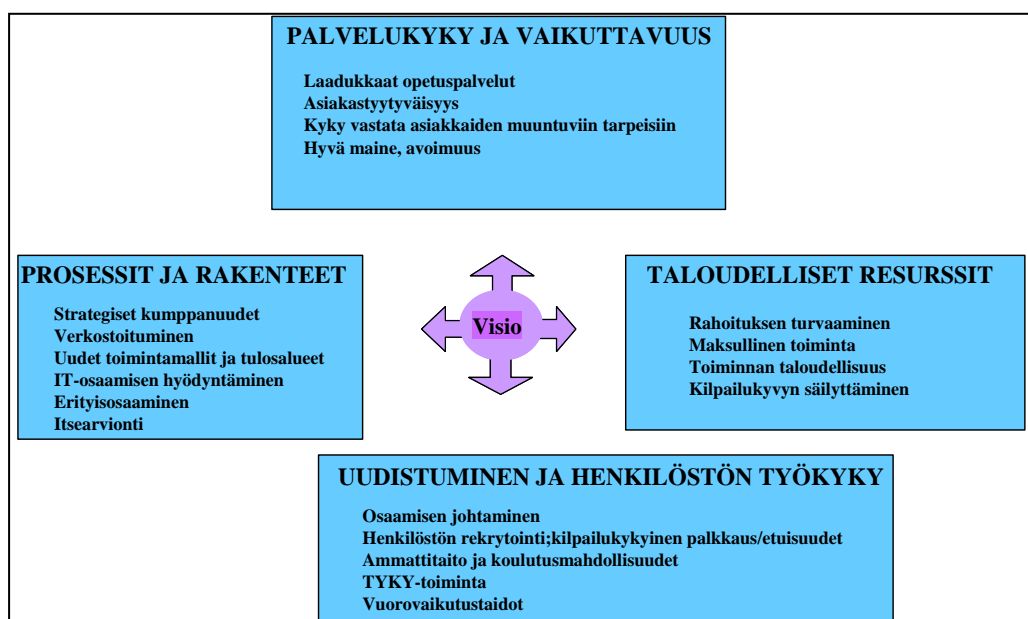 PALVELUKYKY JA VAIKUTTAVUUS
Laadukkaat opetuspalvelut
Asiakastyytyväisyys
Kyky vastata asiakkaiden muuntuviin tarpeisiin
Hyvä maine, avoimuus
PROSESSIT JA RAKENTEET
Strategiset kumppanuudet
Verkostoituminen
Uudet toimintamallit ja tulosalueet
IT-osaamisen hyödyntäminen
Erityisosaaminen
Itsearvionti
Visio
TALOUDELLISET RESURSSIT
Rahoituksen turvaaminen
Maksullinen toiminta
Toiminnan taloudellisuus
Kilpailukyvyn säilyttäminen
UUDISTUMINEN JA HENKILÖSTÖN TYÖKYKY
Osaamisen johtaminen
Henkilöstön rekrytointi;kilpailukykyinen palkkaus/etuisuudet
Ammattitaito ja koulutusmahdollisuudet
TYKY-toiminta
Vuorovaikutustaidot